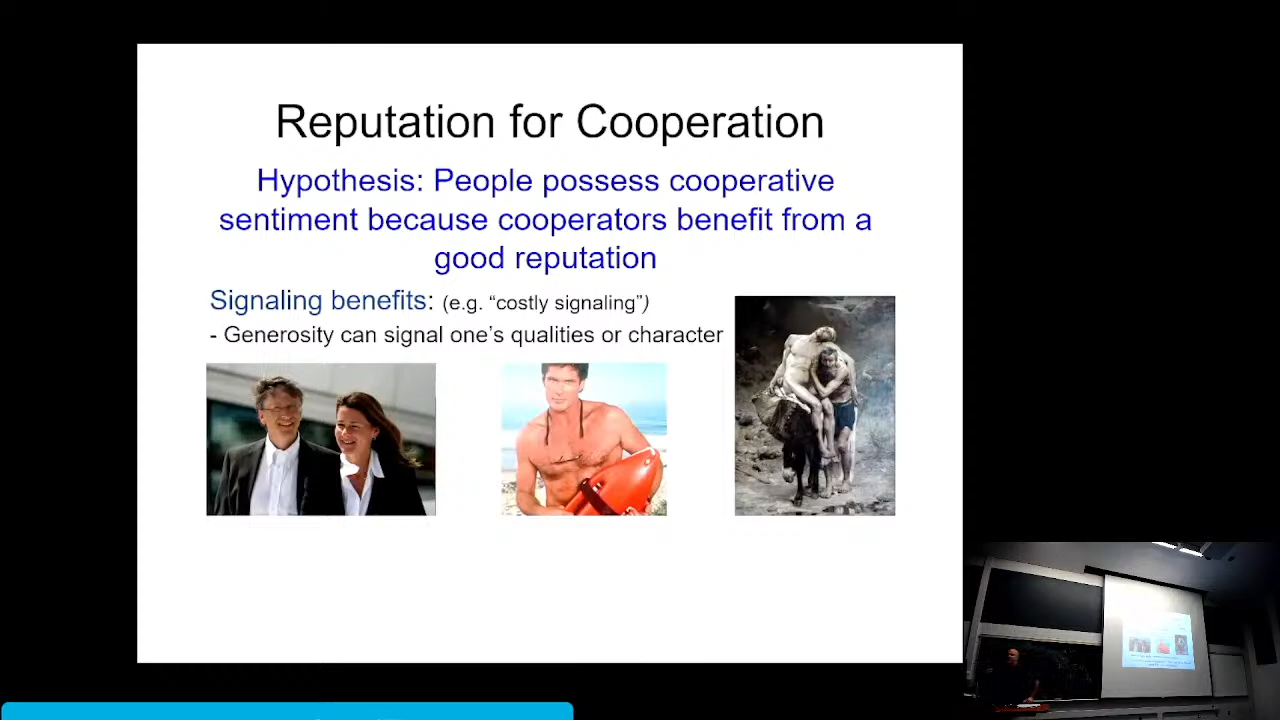 Reputation for Cooperation
Hypothesis: People possess cooperative
sentiment because cooperators benefit from a
good reputation
Signaling benefits: (e.g. “costly signaling”)
- Generosity can signal one’s qualities or character